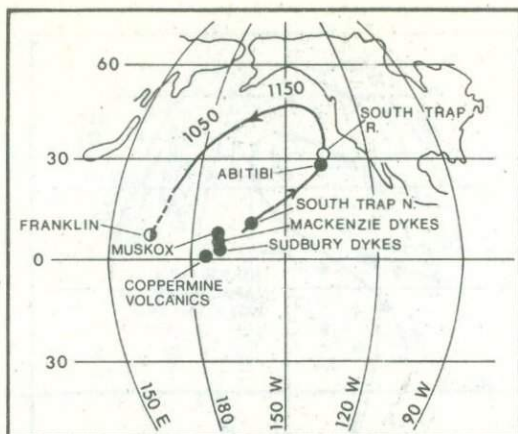 60
1150
1050
SOUTH TRAP
R.
30
ABITIBI
SOUTH TRAP N.
FRANKLIN
MUSKOX
MACKENZIE DYKES
SUDBURY DYKES
0
COPPERMINE
VOLCANICS
30
150 E
180
150 W
120 W
90 W